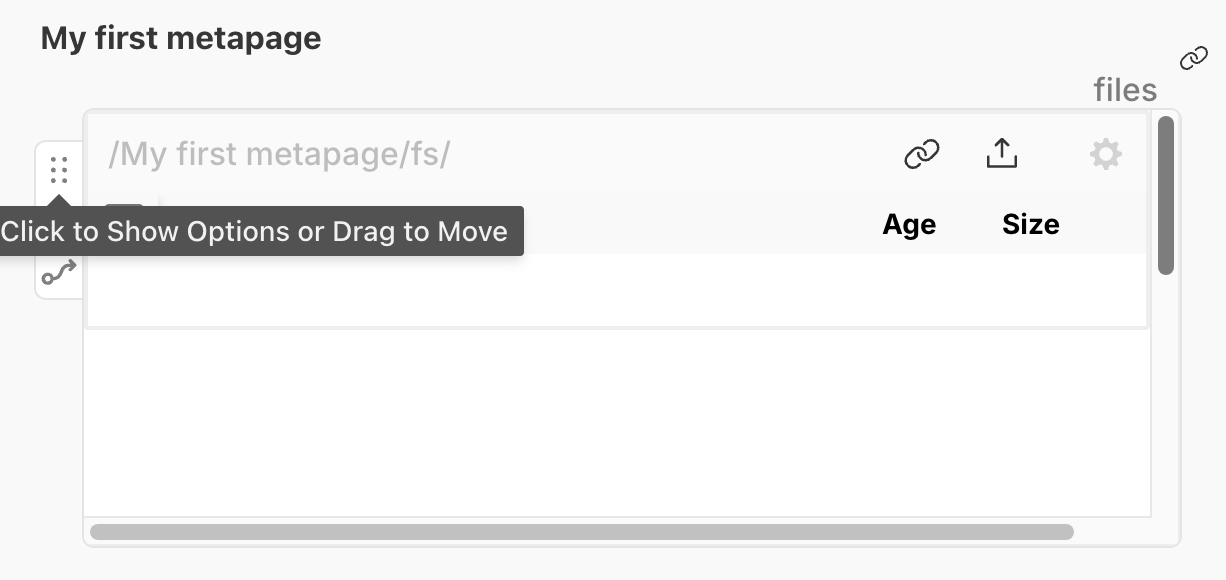 My first metapage
files
/My first metapage/fs/
Click to Show Options or Drag to Move
Age Size